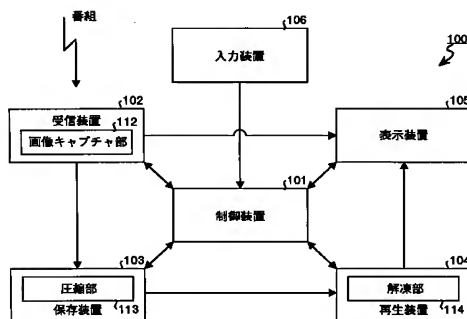 番組
106
入力装置
100
102
受信装置
112
画像キャプチャ部
105
表示装置
101
制御装置
103
圧縮部
保存装置
113
104
解凍部
再生装置
114